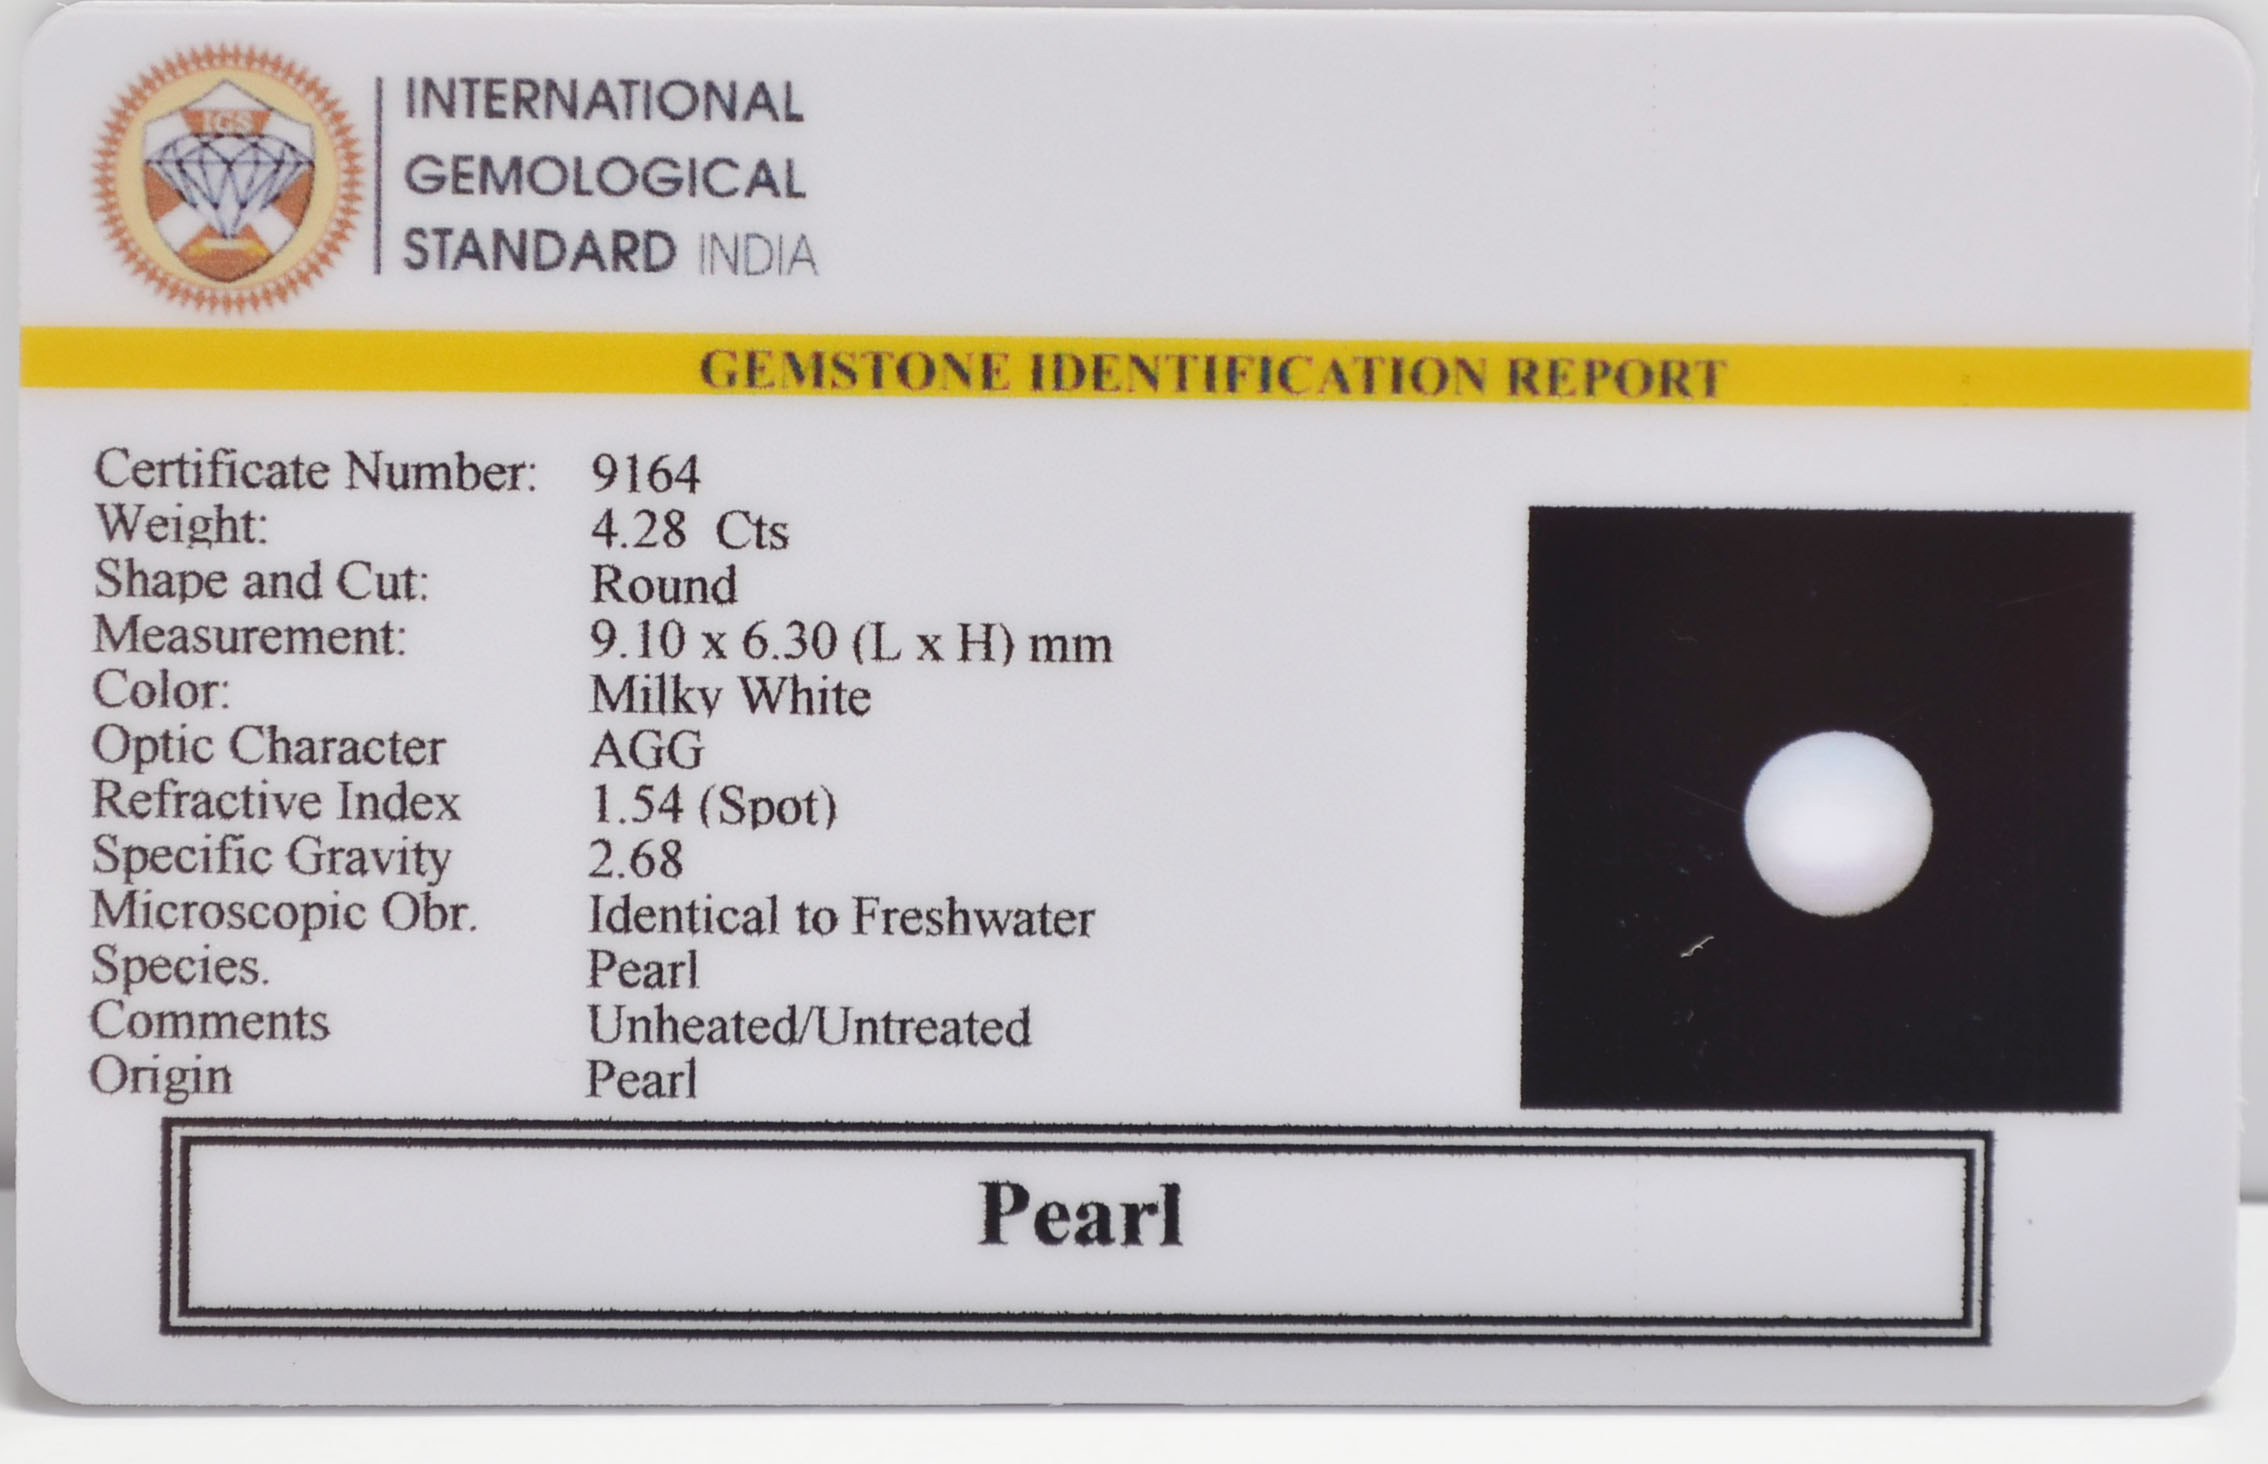 IGS
INTERNATIONAL
GEMOLOGICAL
STANDARD INDIA
GEMSTONE IDENTIFICATION REPORT
Certificate Number: 9164
Weight: 4.28 Cts
Shape and Cut: Round
Measurement: 9.10 x 6.30 (L x H) mm
Color: Milky White
Optic Character AGG
Refractive Index 1.54 (Spot)
Specific Gravity 2.68
Microscopic Obr. Identical to Freshwater
Species. Pearl
Comments Unheated/Untreated
Origin Pearl
Pearl